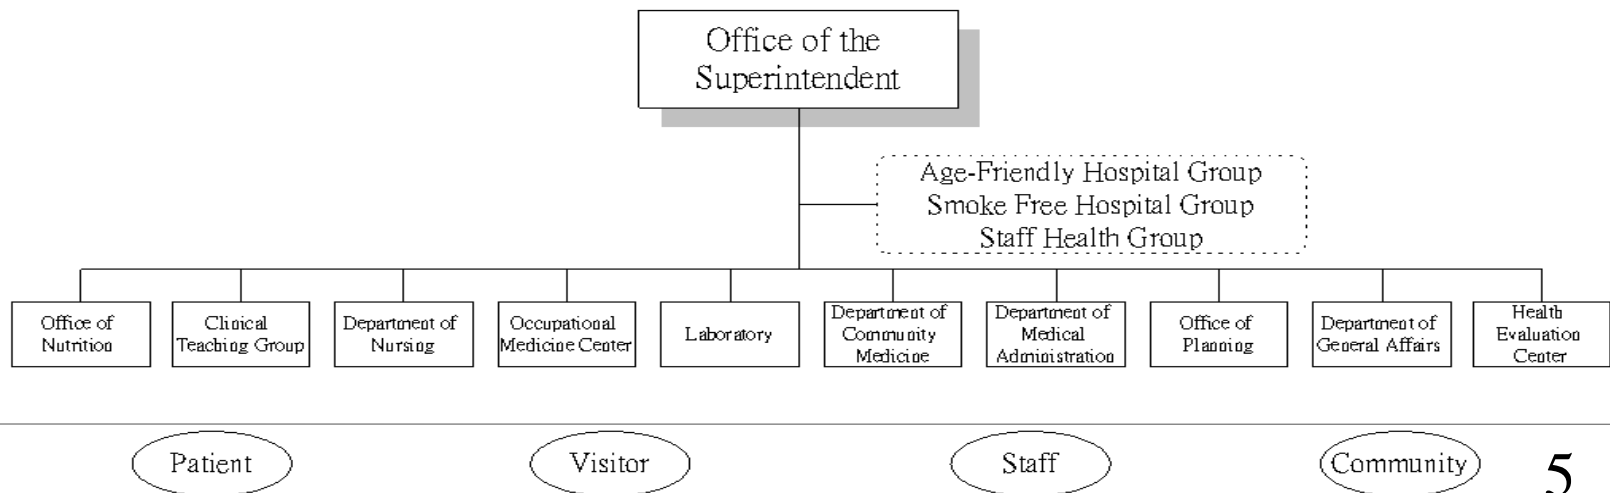 Office of the
Superintendent
Age-Friendly Hospital Group
Smoke Free Hospital Group
Staff Health Group
Office of
Nutrition
Clinical
Teaching Group
Department of
Nursing
Occupational
Medicine Center
Laboratory
Department of
Community
Medicine
Department of
Medical
Administration
Office of
Planning
Department of
General Affairs
Health
Evaluation
Center
Patient
Visitor
Staff
Community
5